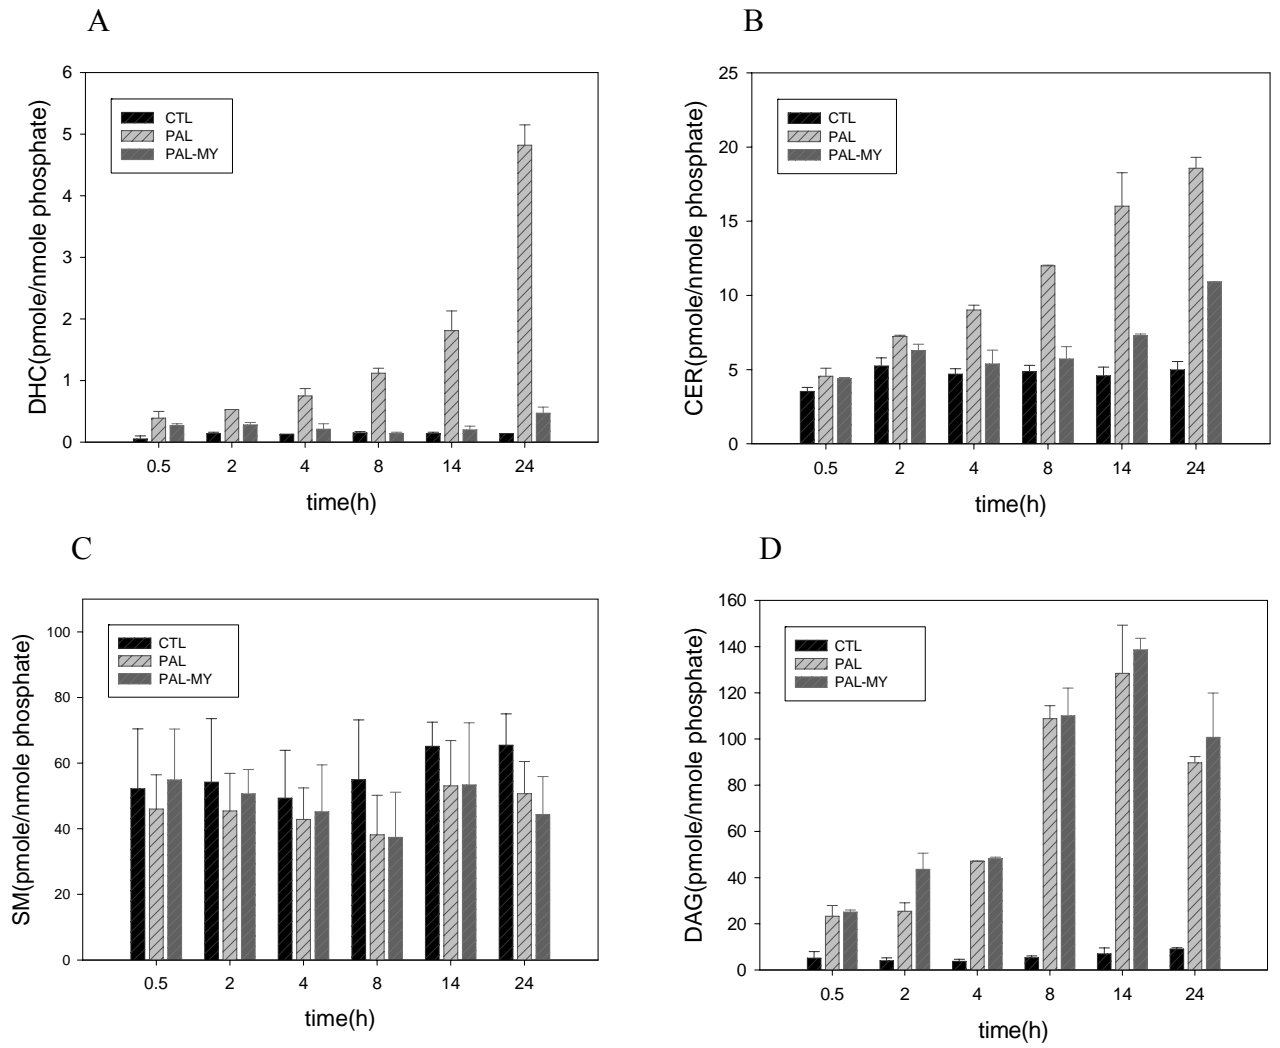 A
DHC(pmole/nmole phosphate)
6
5
4
3
2
1
0
CTL
PAL
PAL-MY
0.5 2 4 8 14 24
time(h)
B
CER(pmole/nmole phosphate)
25
20
15
10
5
0
CTL
PAL
PAL-MY
0.5 2 4 8 14 24
time(h)
C
SM(pmole/nmole phosphate)
100
80
60
40
20
0
CTL
PAL
PAL-MY
0.5 2 4 8 14 24
time(h)
D
DAG(pmole/nmole phosphate)
160
140
120
100
80
60
40
20
0
CTL
PAL
PAL-MY
0.5 2 4 8 14 24
time(h)